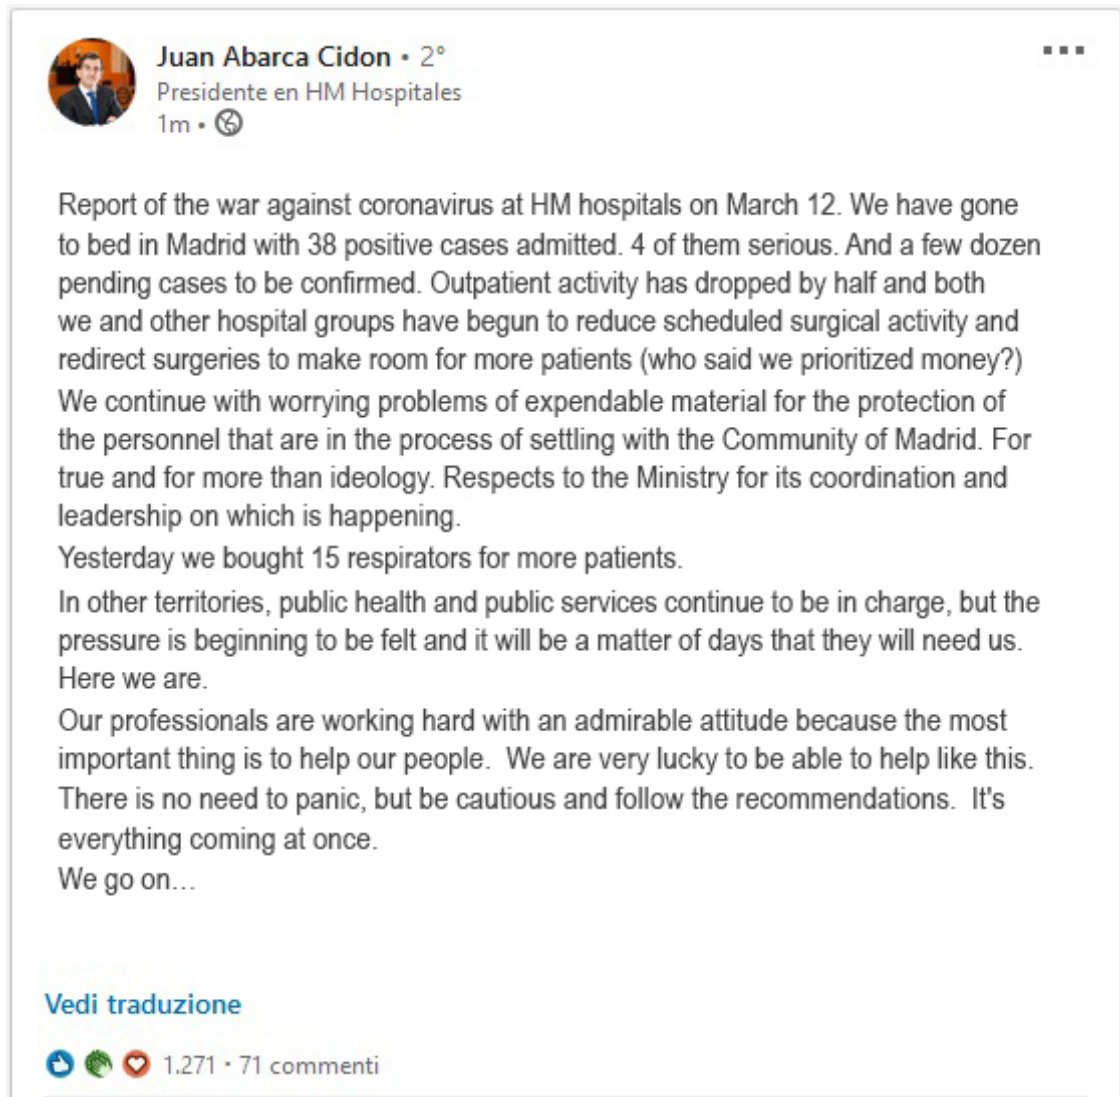 Juan Abarca Cidon • 2°
Presidente en HM Hospitales
1m •
Report of the war against coronavirus at HM hospitals on March 12. We have gone
to bed in Madrid with 38 positive cases admitted. 4 of them serious. And a few dozen
pending cases to be confirmed. Outpatient activity has dropped by half and both
we and other hospital groups have begun to reduce scheduled surgical activity and
redirect surgeries to make room for more patients (who said we prioritized money?)
We continue with worrying problems of expendable material for the protection of
the personnel that are in the process of settling with the Community of Madrid. For
true and for more than ideology. Respects to the Ministry for its coordination and
leadership on which is happening.
Yesterday we bought 15 respirators for more patients.
In other territories, public health and public services continue to be in charge, but the
pressure is beginning to be felt and it will be a matter of days that they will need us.
Here we are.
Our professionals are working hard with an admirable attitude because the most
important thing is to help our people.  We are very lucky to be able to help like this.
There is no need to panic, but be cautious and follow the recommendations.  It's
everything coming at once.
We go on…
Vedi traduzione
1.271 · 71 commenti